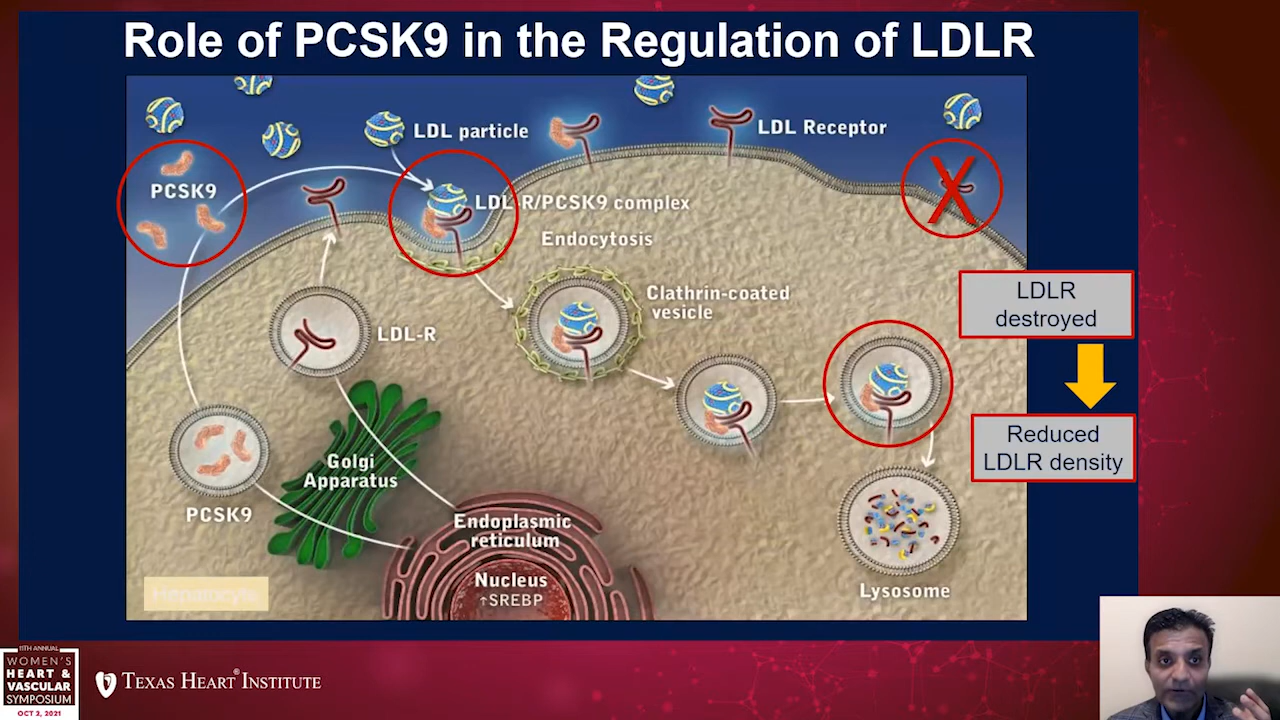 Role of PCSK9 in the Regulation of LDLR
LDL particle
LDL Receptor
PCSK9
LDL-R/PCSK9 complex
Endocytosis
Clathrin-coated
vesicle
LDL-R
LDLR
destroyed
Reduced
LDLR density
Golgi
Apparatus
PCSK9
Endoplasmic
reticulum
Nucleus
↑SREBP
Lysosome
Hepatocyte
11TH ANNUAL
WOMEN'S
HEART &
VASCULAR
SYMPOSIUM
OCT 2, 2021
TEXAS HEART® INSTITUTE